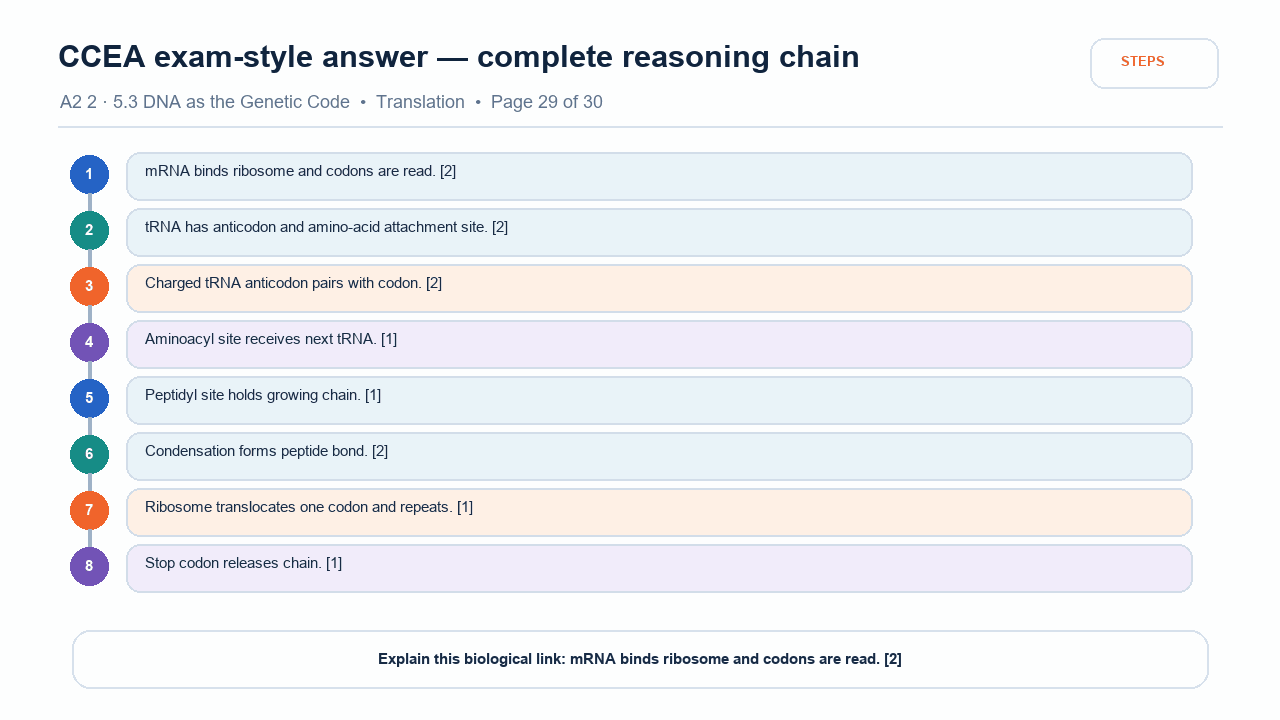 CCEA exam-style answer — complete reasoning chain
STEPS
A2 2 · 5.3 DNA as the Genetic Code • Translation • Page 29 of 30
1 mRNA binds ribosome and codons are read. [2]
2 tRNA has anticodon and amino-acid attachment site. [2]
3 Charged tRNA anticodon pairs with codon. [2]
4 Aminoacyl site receives next tRNA. [1]
5 Peptidyl site holds growing chain. [1]
6 Condensation forms peptide bond. [2]
7 Ribosome translocates one codon and repeats. [1]
8 Stop codon releases chain. [1]
Explain this biological link: mRNA binds ribosome and codons are read. [2]